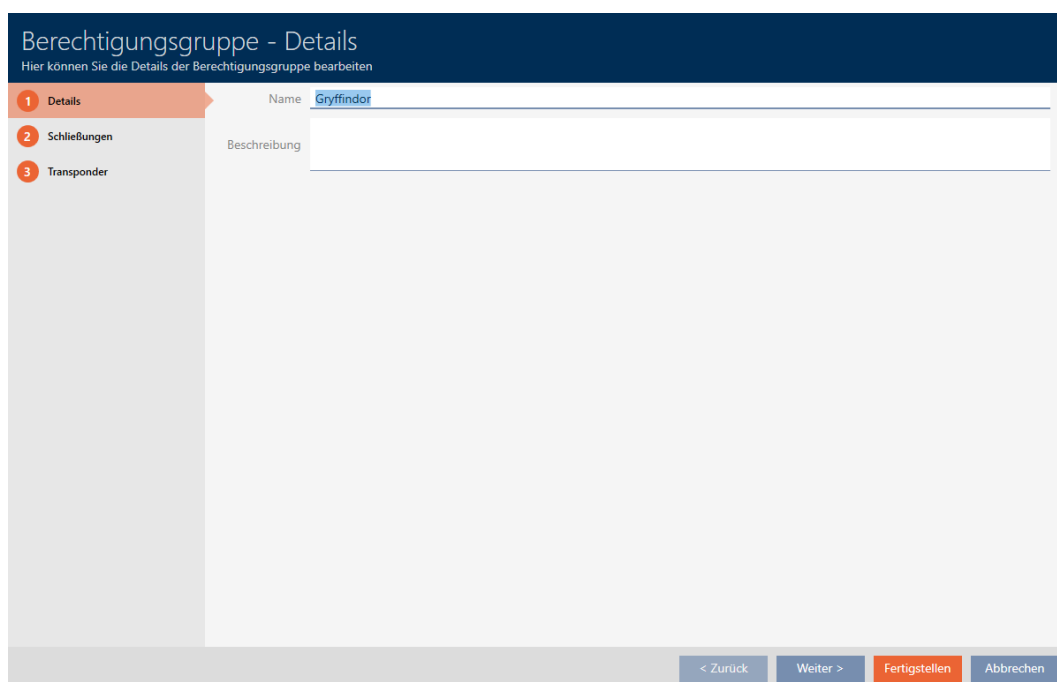 Berechtigungsgruppe - Details
Hier können Sie die Details der Berechtigungsgruppe bearbeiten
1 Details
2 Schließungen
3 Transponder
Name Gryffindor
Beschreibung
< Zurück Weiter > Fertigstellen Abbrechen